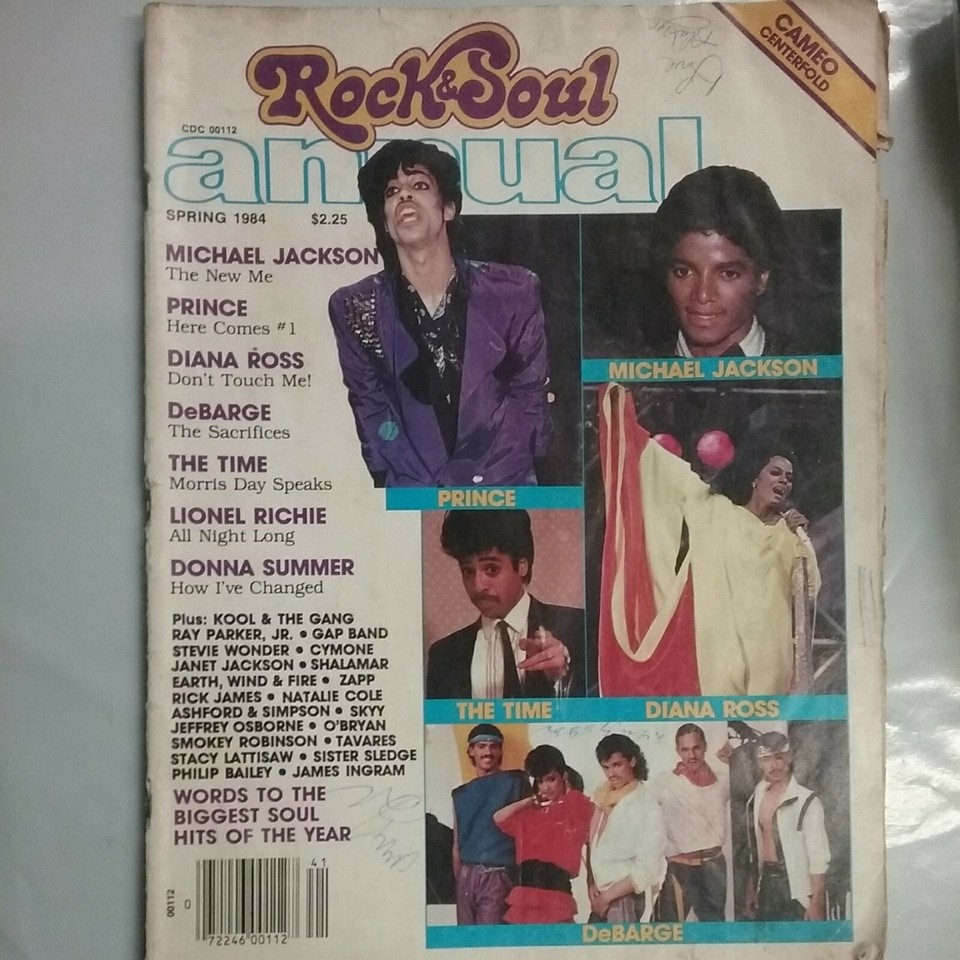 CAMEO
CENTERFOLD
Rock & Soul
CDC 00112
annual
SPRING 1984 $2.25
MICHAEL JACKSON
The New Me
PRINCE
Here Comes #1
DIANA ROSS
Don't Touch Me!
DeBARGE
The Sacrifices
THE TIME
Morris Day Speaks
LIONEL RICHIE
All Night Long
DONNA SUMMER
How I've Changed
Plus: KOOL & THE GANG
RAY PARKER, JR. • GAP BAND
STEVIE WONDER • CYMONE
JANET JACKSON • SHALAMAR
EARTH, WIND & FIRE • ZAPP
RICK JAMES • NATALIE COLE
ASHFORD & SIMPSON • SKYY
JEFFREY OSBORNE • O'BRYAN
SMOKEY ROBINSON • TAVARES
STACY LATTISAW • SISTER SLEDGE
PHILIP BAILEY • JAMES INGRAM
WORDS TO THE
BIGGEST SOUL
HITS OF THE YEAR
MICHAEL JACKSON
PRINCE
THE TIME
DIANA ROSS
DeBARGE
41
00112
0
72246 00112